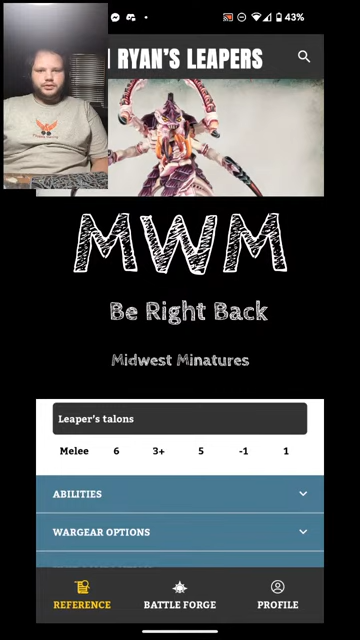 43%
RYAN'S LEAPERS
MWM
Be Right Back
Midwest Minatures
Leaper's talons
Melee 6 3+ 5 -1 1
ABILITIES
WARGEAR OPTIONS
REFERENCE BATTLE FORGE PROFILE